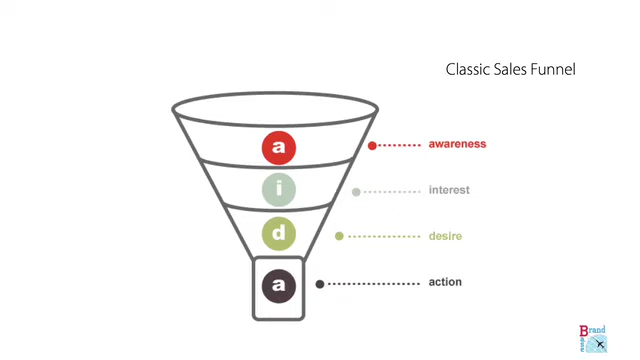 Classic Sales Funnel
a
awareness
i
interest
d
desire
a
action
Brand